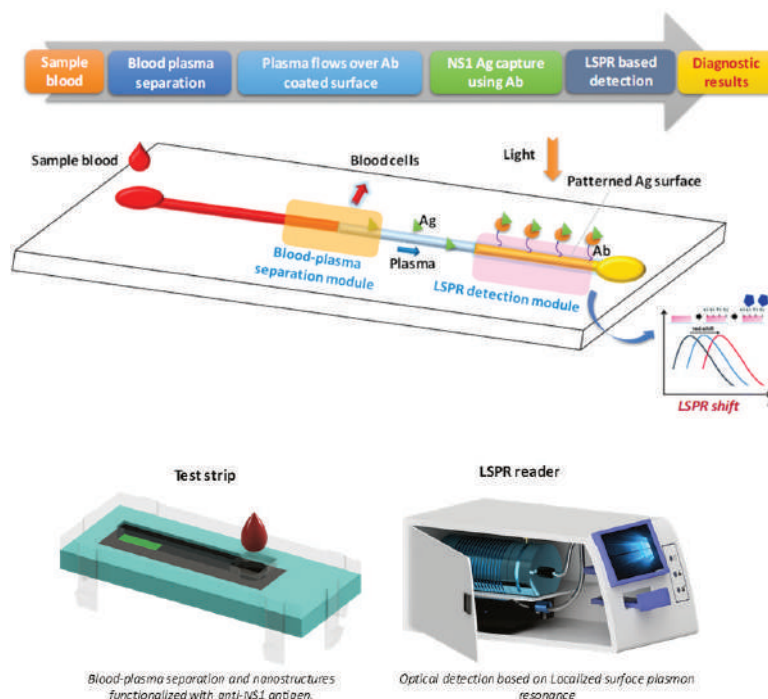 Sample
blood
Blood plasma
separation
Plasma flows over Ab
coated surface
NS1 Ag capture
using Ab
LSPR based
detection
Diagnostic
results
Sample blood
Blood cells
Light
Patterned Ag surface
Ag
Ab
Plasma
Blood-plasma
separation module
LSPR detection module
LSPR shift
Test strip
LSPR reader
Blood-plasma separation and nanostructures
functionalized with anti-NS1 antigen.
Optical detection based on Localized surface plasmon
resonance